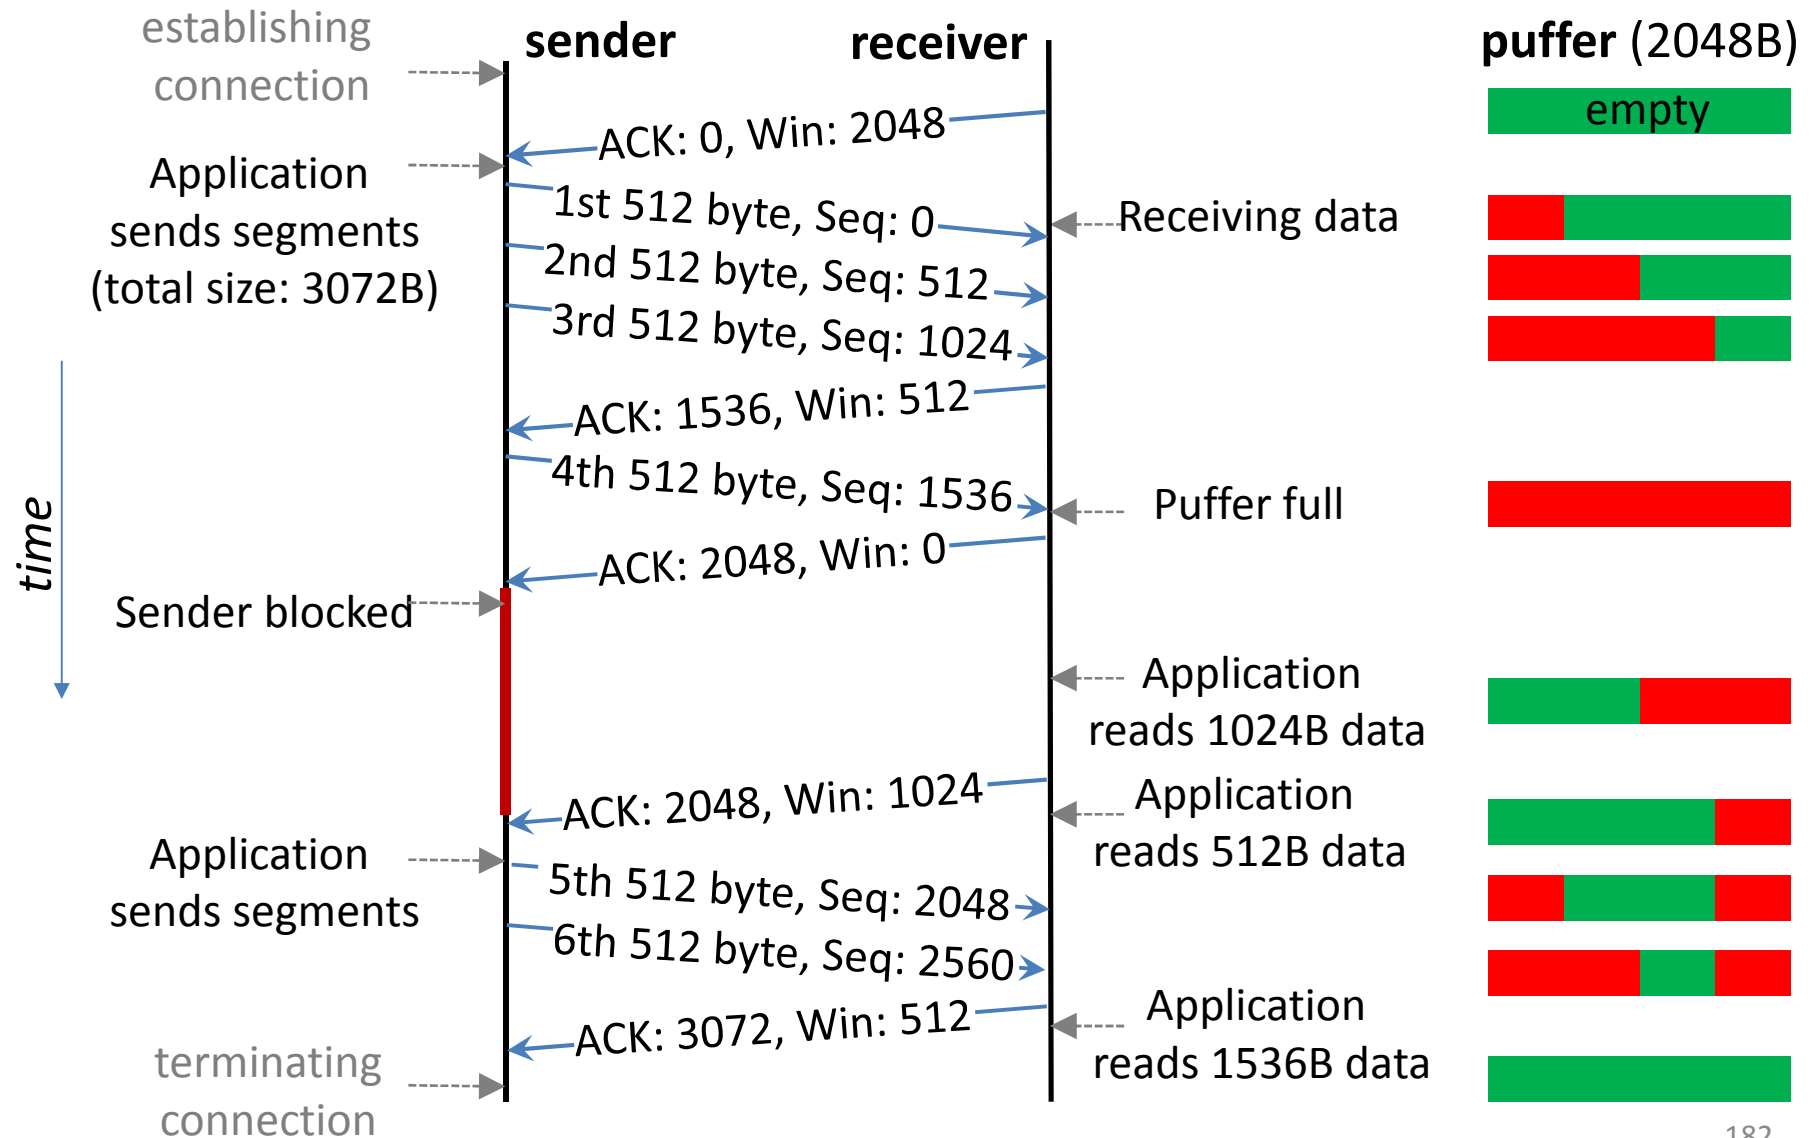 establishing
connection
sender
receiver
puffer (2048B)
empty
ACK: 0, Win: 2048
Application
sends segments
(total size: 3072B)
1st 512 byte, Seq: 0
Receiving data
2nd 512 byte, Seq: 512
3rd 512 byte, Seq: 1024
ACK: 1536, Win: 512
4th 512 byte, Seq: 1536
Puffer full
time
ACK: 2048, Win: 0
Sender blocked
Application
reads 1024B data
ACK: 2048, Win: 1024
Application
reads 512B data
Application
sends segments
5th 512 byte, Seq: 2048
6th 512 byte, Seq: 2560
ACK: 3072, Win: 512
Application
reads 1536B data
terminating
connection
182